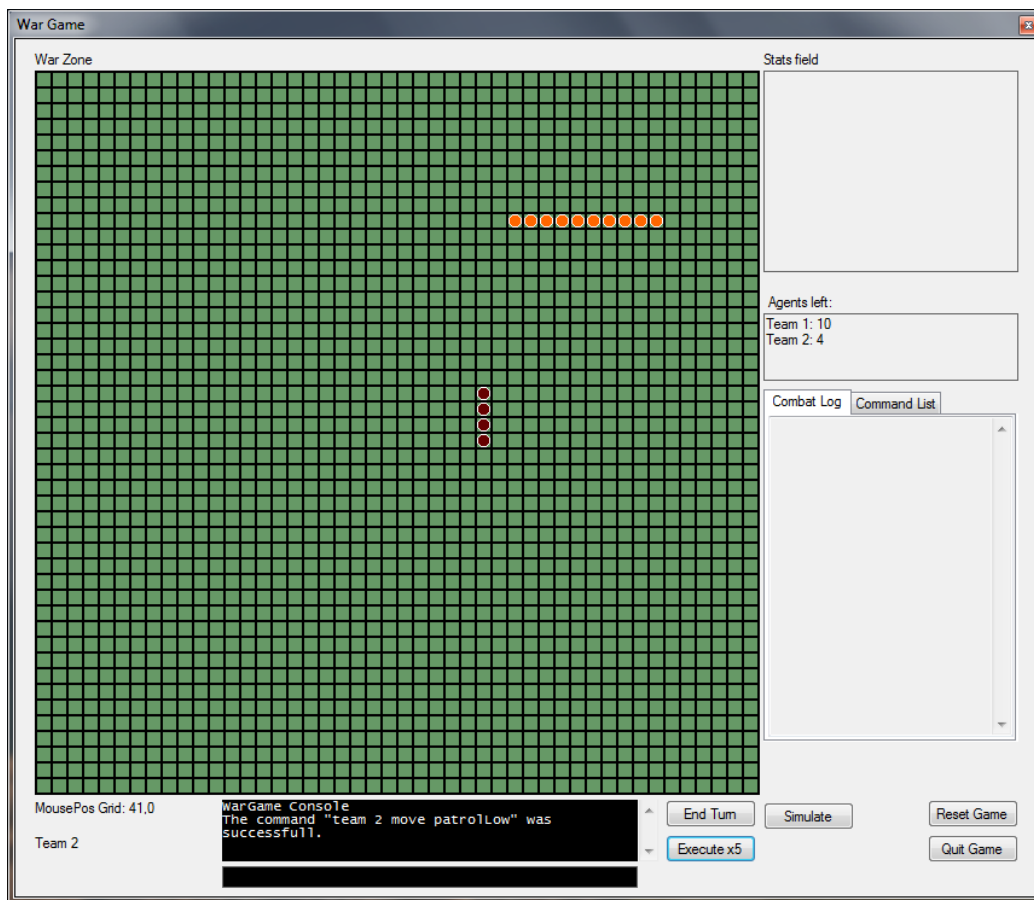 War Game
War Zone
Stats field
Agents left:
Team 1: 10
Team 2: 4
Combat Log
Command List
MousePos Grid: 41,0
Team 2
WarGame Console
The command "team 2 move patrolLow" was
successfull.
End Turn
Execute x5
Simulate
Reset Game
Quit Game